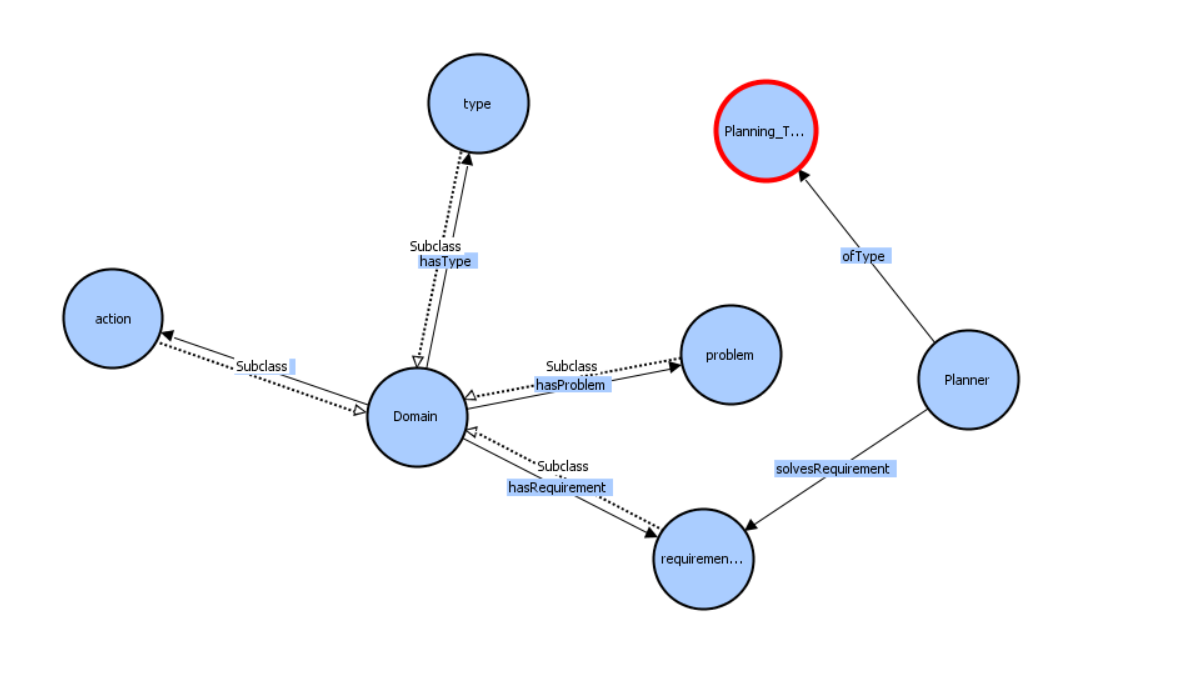 type
Planning_T...
Subclass
hasType
ofType
action
Subclass
Subclass
hasProblem
problem
Planner
Domain
Subclass
hasRequirement
solvesRequirement
requiremen...